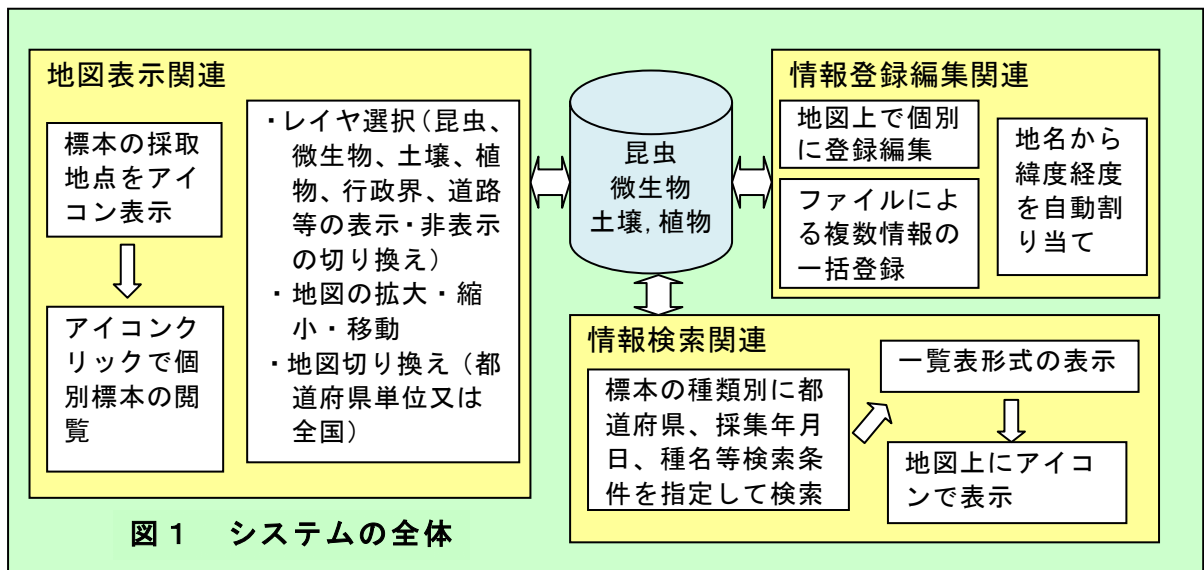 地図表示関連
標本の採取
地点をアイ
コン表示
アイコンク
リックで個
別標本の閲
覧
・レイヤ選択（昆虫、
微生物、土壌、植
物、行政界、道路
等の表示・非表示
の切り換え）
・地図の拡大・縮
小・移動
・地図切り換え（都
道府県単位又は
全国）
昆虫
微生物
土壌,植物
情報登録編集関連
地図上で個別
に登録編集
ファイルによ
る複数情報の
一括登録
地名から
緯度経度
を自動割
り当て
情報検索関連
標本の種類別に都
道府県、採集年月
日、種名等検索条
件を指定して検索
一覧表形式の表示
地図上にアイコ
ンで表示
図１　システムの全体